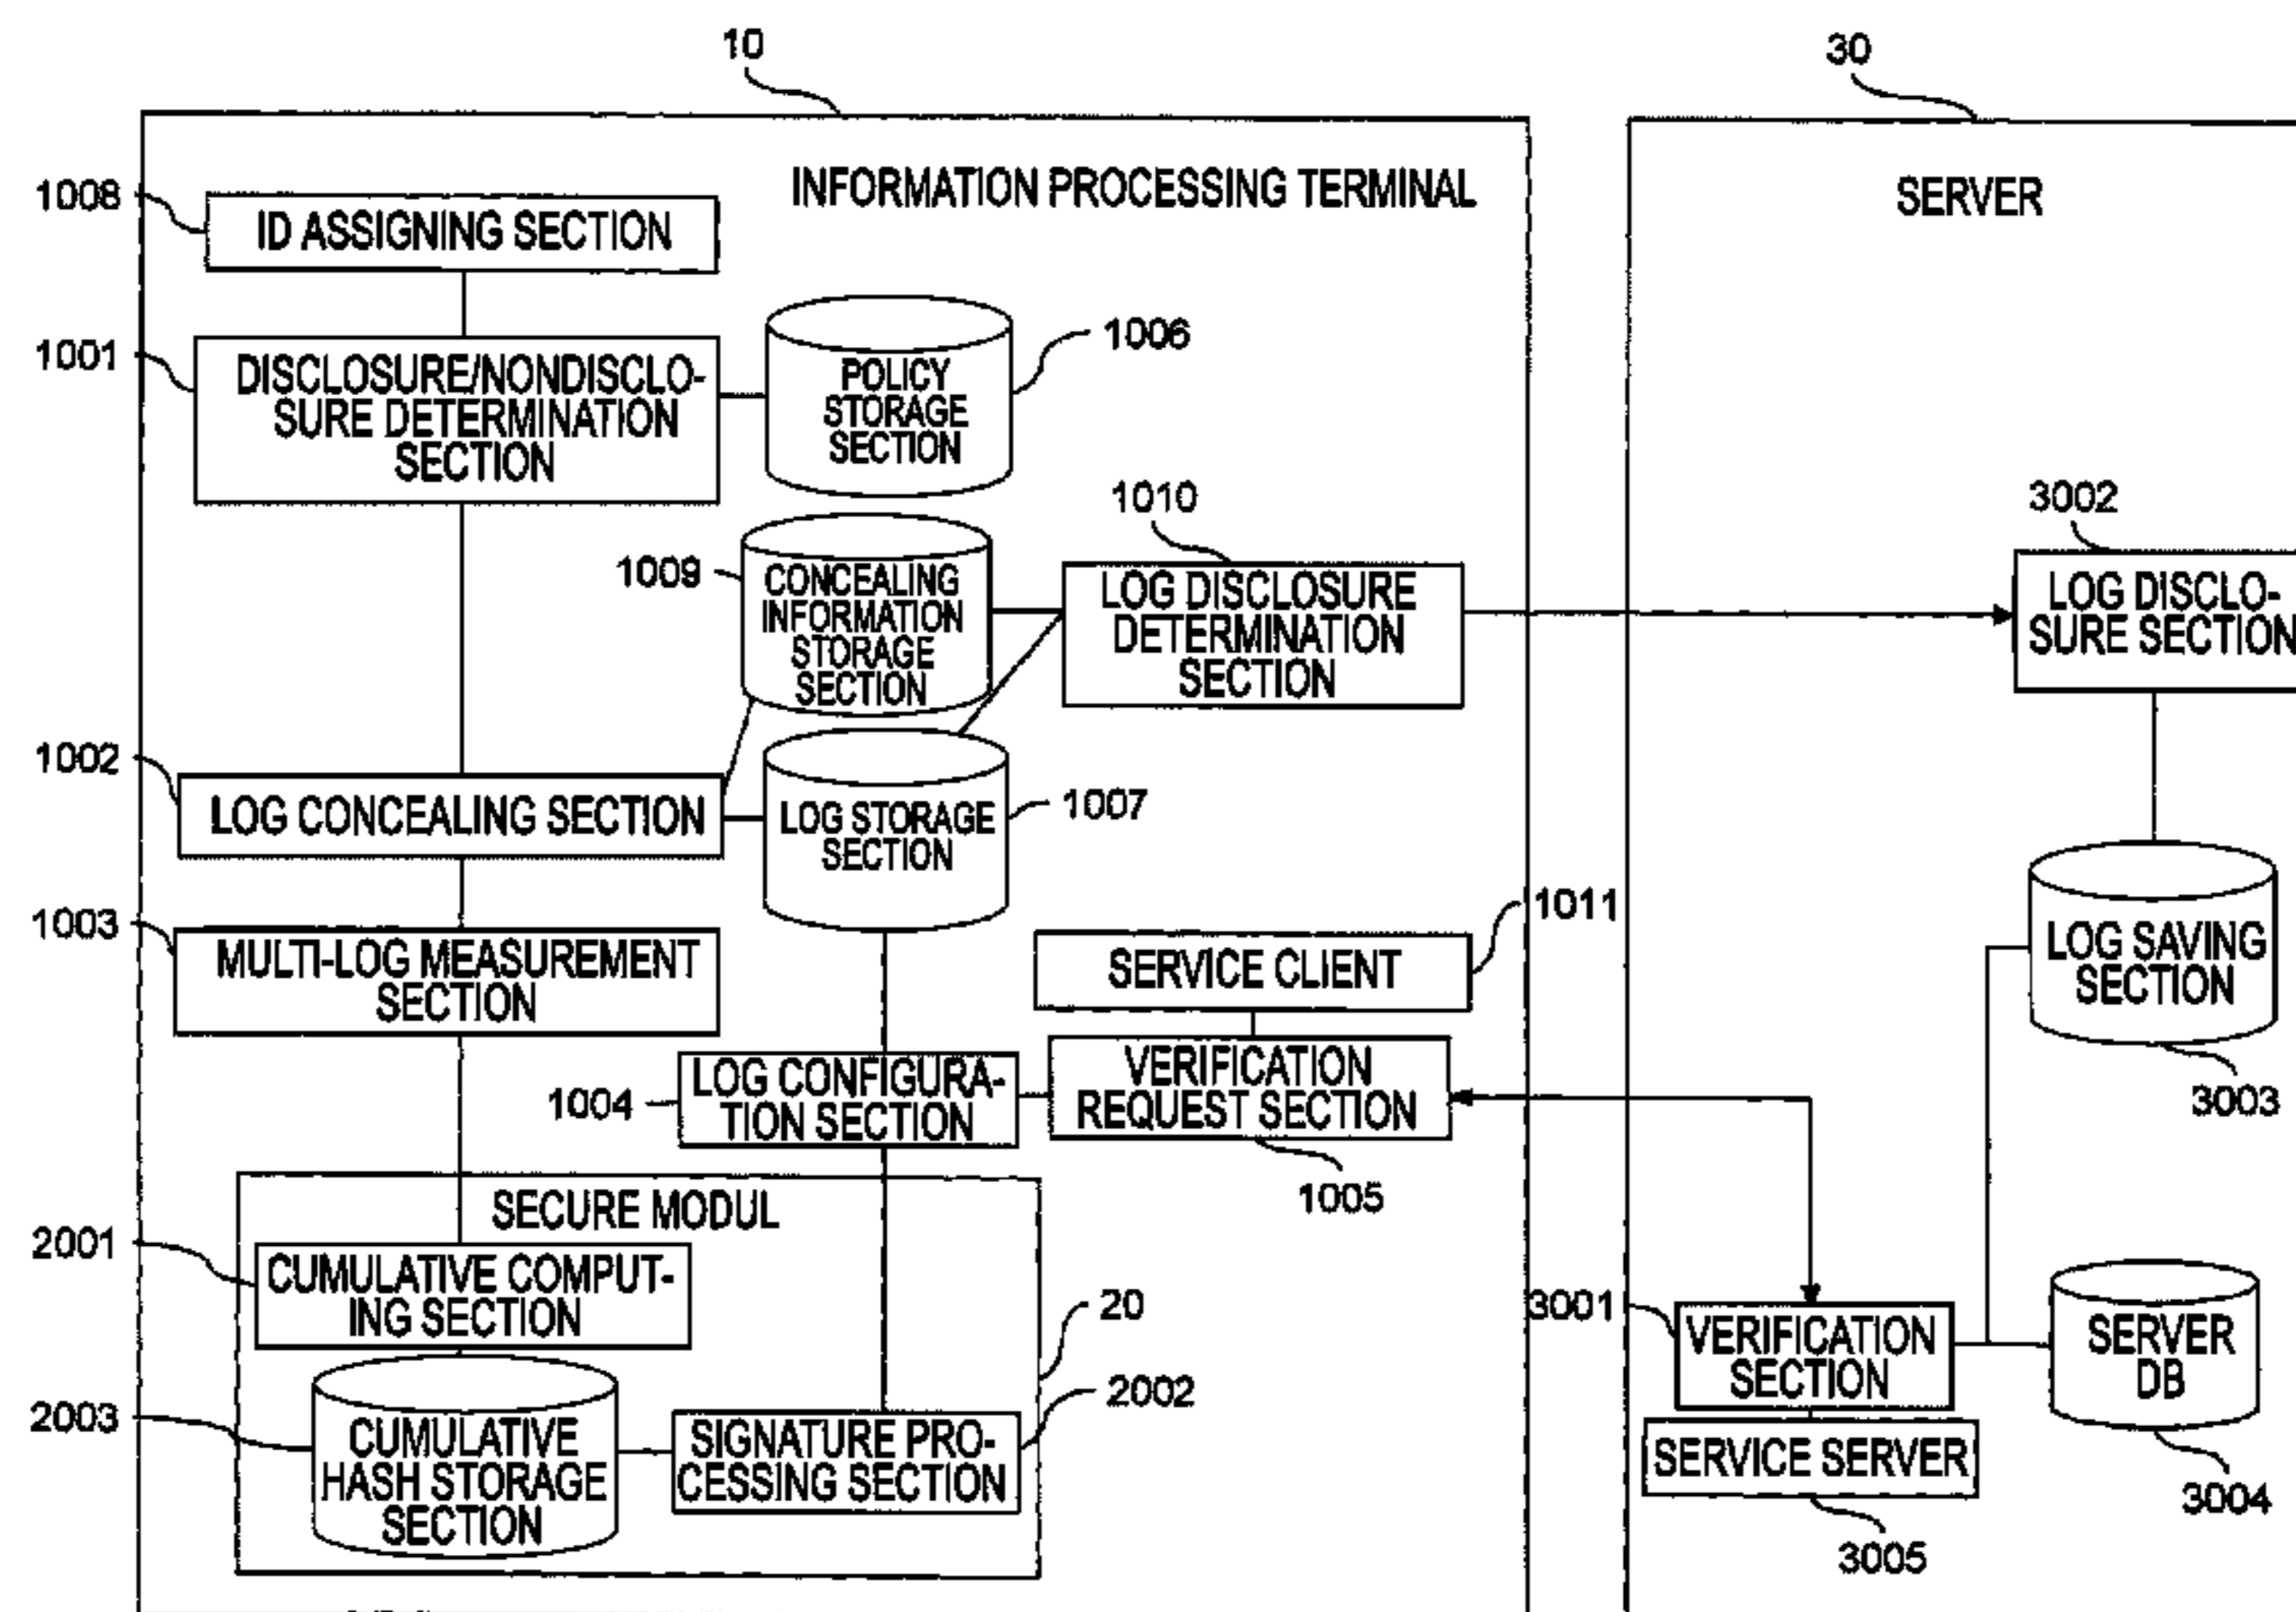 10
30
INFORMATION PROCESSING TERMINAL
SERVER
1008
ID ASSIGNING SECTION
1001
DISCLOSURE/NONDISCLO-
SURE DETERMINATION
SECTION
1006
POLICY
STORAGE
SECTION
1010
3002
1009
CONCEALING
INFORMATION
STORAGE
SECTION
LOG DISCLOSURE
DETERMINATION
SECTION
LOG DISCLO-
SURE SECTION
1002
LOG CONCEALING SECTION
LOG STORAGE
SECTION
1007
1003
MULTI-LOG MEASUREMENT
SECTION
1011
SERVICE CLIENT
LOG SAVING
SECTION
3003
1004
LOG CONFIGURA-
TION SECTION
VERIFICATION
REQUEST SECTION
1005
SECURE MODUL
2001
CUMULATIVE COMPUT-
ING SECTION
20
3001
VERIFICATION
SECTION
SERVER
DB
2003
CUMULATIVE
HASH STORAGE
SECTION
2002
SIGNATURE PRO-
CESSING SECTION
SERVICE SERVER
3004
3005